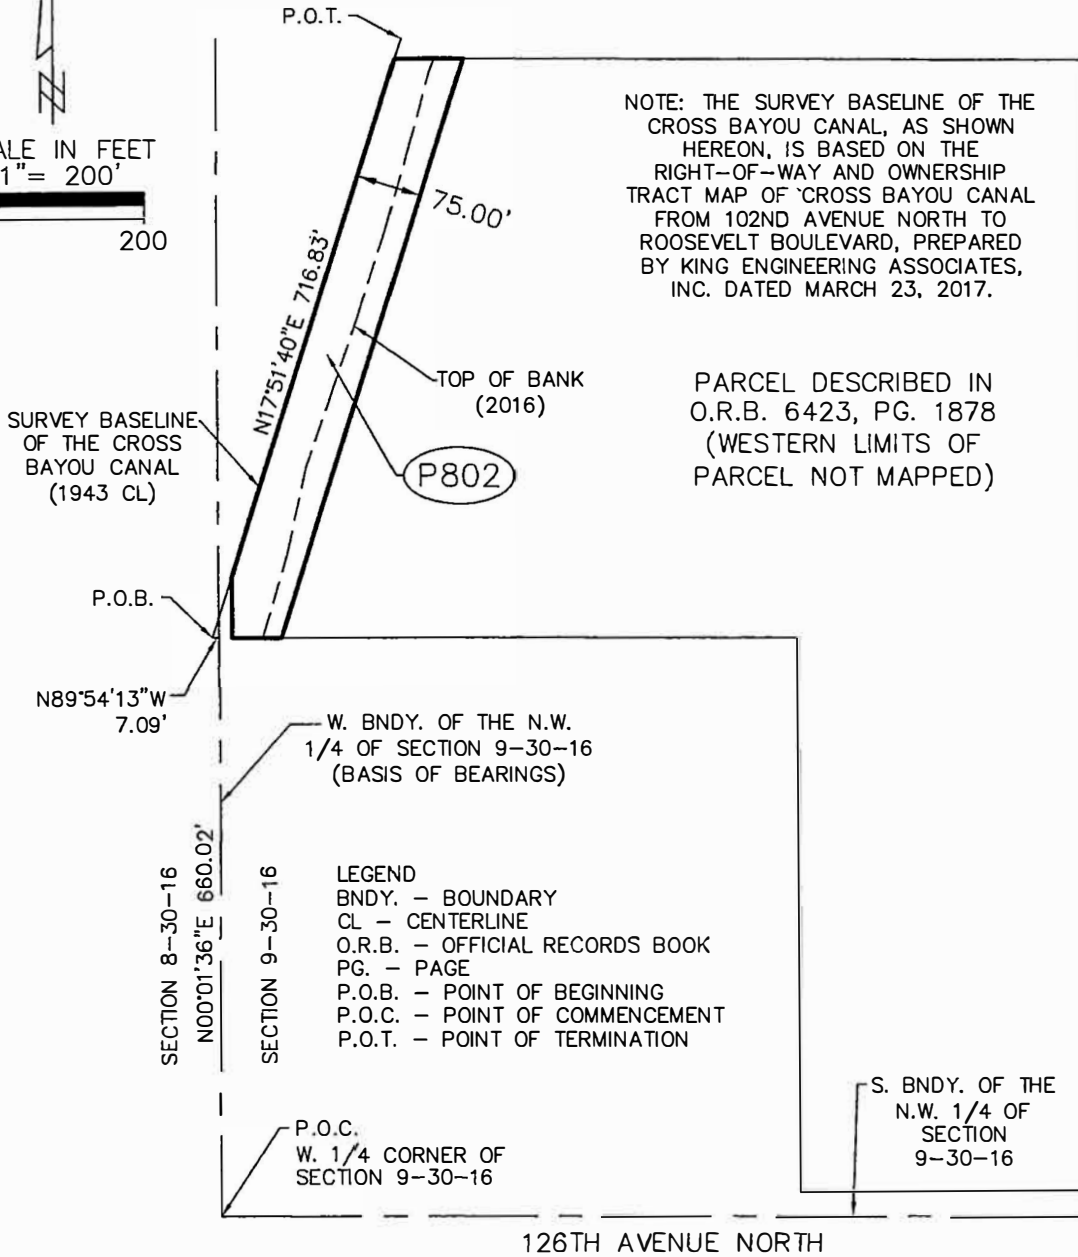 P.O.T.
N
ALE IN FEET
1"= 200'
200
75.00'
N17°51'40"E 716.83'
NOTE: THE SURVEY BASELINE OF THE
CROSS BAYOU CANAL, AS SHOWN
HEREON, IS BASED ON THE
RIGHT-OF-WAY AND OWNERSHIP
TRACT MAP OF CROSS BAYOU CANAL
FROM 102ND AVENUE NORTH TO
ROOSEVELT BOULEVARD, PREPARED
BY KING ENGINEERING ASSOCIATES,
INC. DATED MARCH 23, 2017.
TOP OF BANK
(2016)
PARCEL DESCRIBED IN
O.R.B. 6423, PG. 1878
(WESTERN LIMITS OF
PARCEL NOT MAPPED)
SURVEY BASELINE
OF THE CROSS
BAYOU CANAL
(1943 CL)
P802
P.O.B.
N89°54'13"W
7.09'
W. BNDY. OF THE N.W.
1/4 OF SECTION 9-30-16
(BASIS OF BEARINGS)
SECTION 8-30-16
N00°01'36"E 660.02'
SECTION 9-30-16
LEGEND
BNDY. - BOUNDARY
CL - CENTERLINE
O.R.B. - OFFICIAL RECORDS BOOK
PG. - PAGE
P.O.B. - POINT OF BEGINNING
P.O.C. - POINT OF COMMENCEMENT
P.O.T. - POINT OF TERMINATION
P.O.C.
W. 1/4 CORNER OF
SECTION 9-30-16
S. BNDY. OF THE
N.W. 1/4 OF
SECTION
9-30-16
126TH AVENUE NORTH